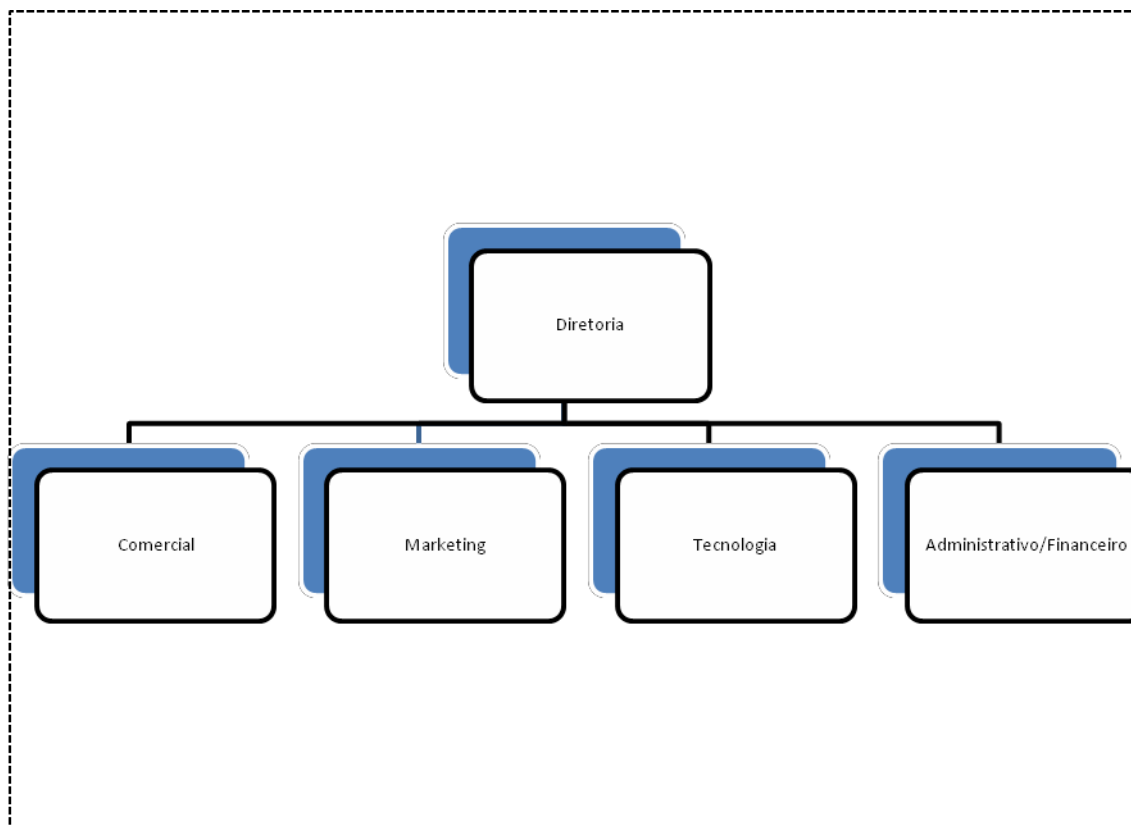 Diretoria
Comercial
Marketing
Tecnologia
Administrativo/Financeiro